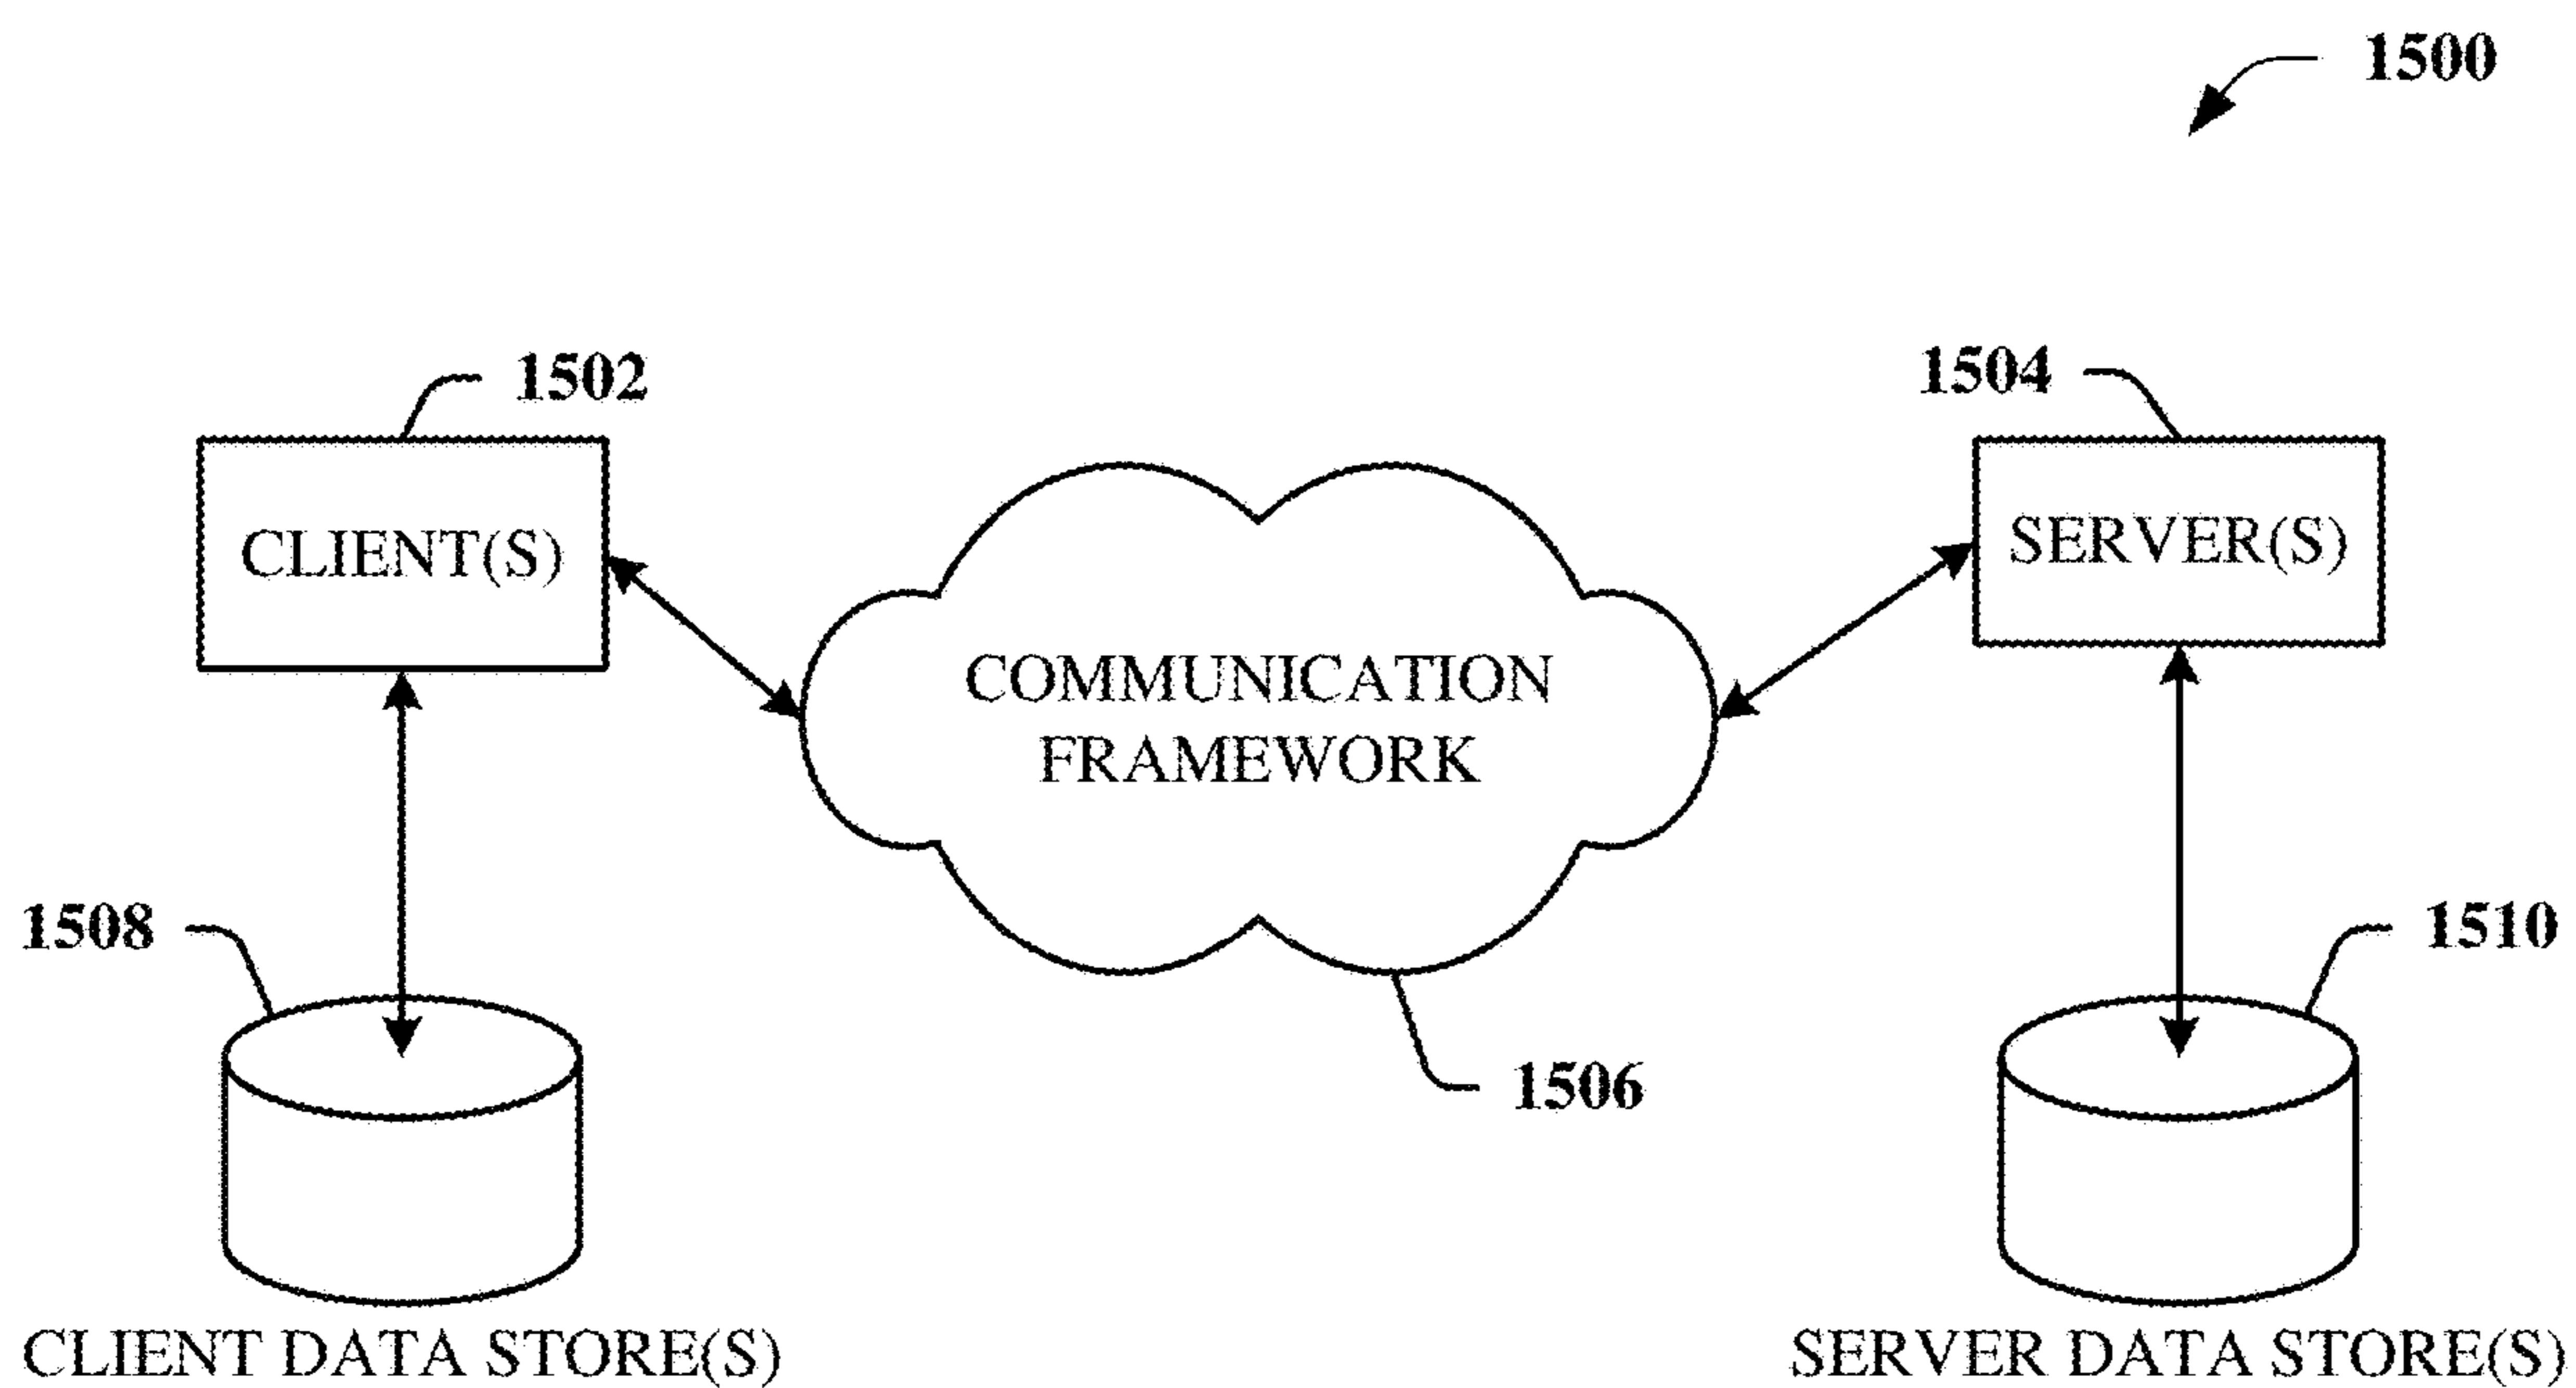 1500
1502
1504
CLIENT(S)
SERVER(S)
COMMUNICATION
FRAMEWORK
1508
1510
1506
CLIENT DATA STORE(S)
SERVER DATA STORE(S)